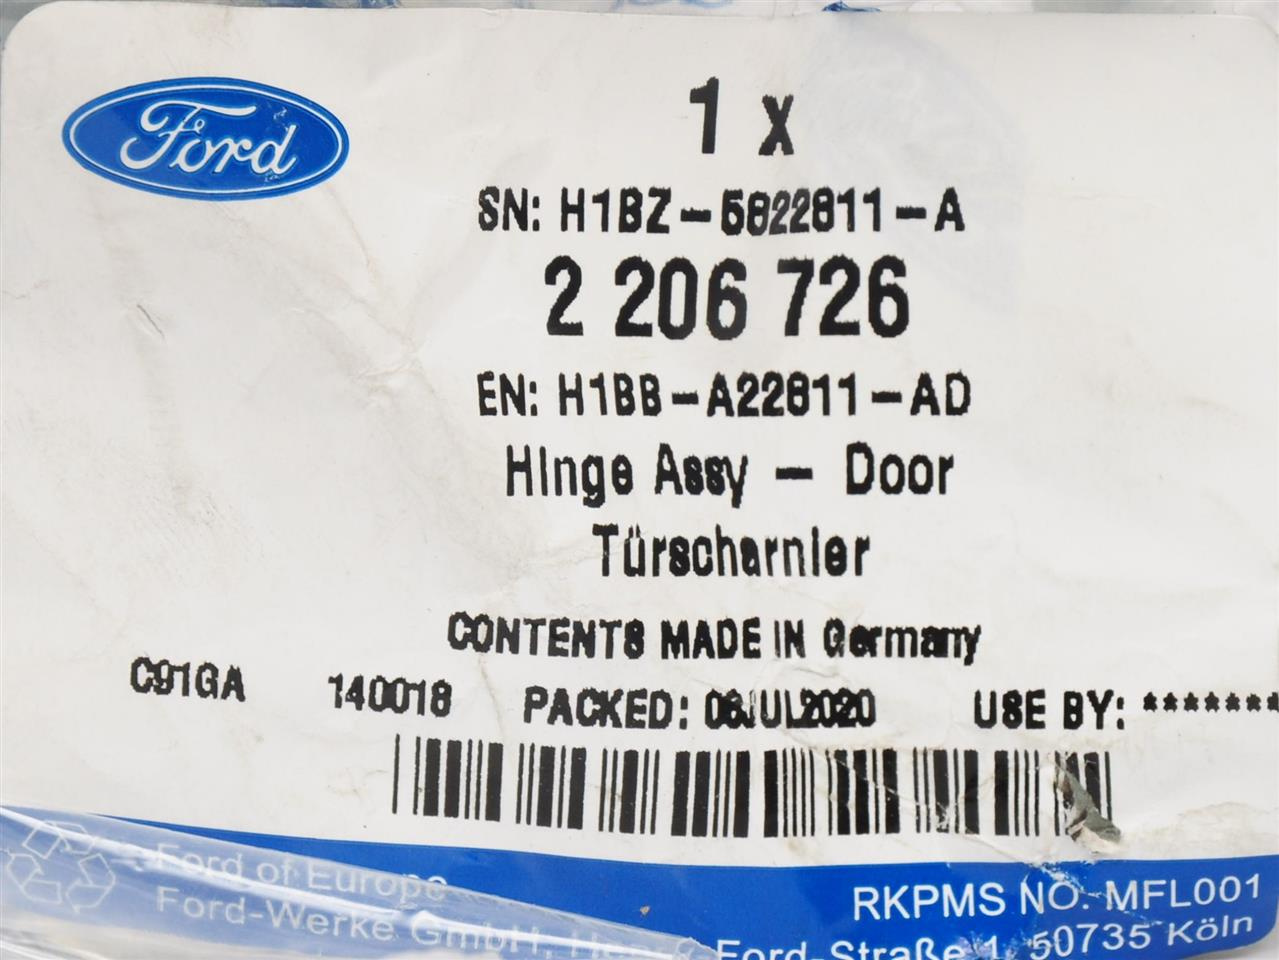 Ford
1 x
SN: H1BZ-5822811-A
2 206 726
EN: H1BB-A22811-AD
Hinge Assy - Door
Türscharnier
CONTENTS MADE IN Germany
C91GA 140018 PACKED: 06JUL2020 USE BY: *******
Ford of Europe
RKPMS NO. MFL001
Ford-Werke GmbH,
Ford-Straße 1, 50735 Köln